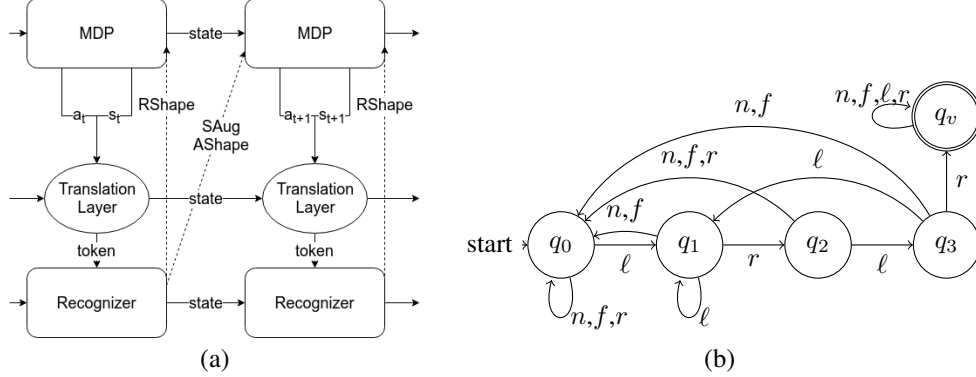 MDP state MDP
a_t s_t RShape a_{t+1} s_{t+1} RShape
SAug
AShape
Translation
Layer
state
Translation
Layer
token token
Recognizer state Recognizer
(a)
n,f,ℓ,r
q_v
n,f
n,f,r
ℓ
r
n,f
start q_0 q_1 q_2 q_3
ℓ r ℓ
n,f,r
ℓ
(b)